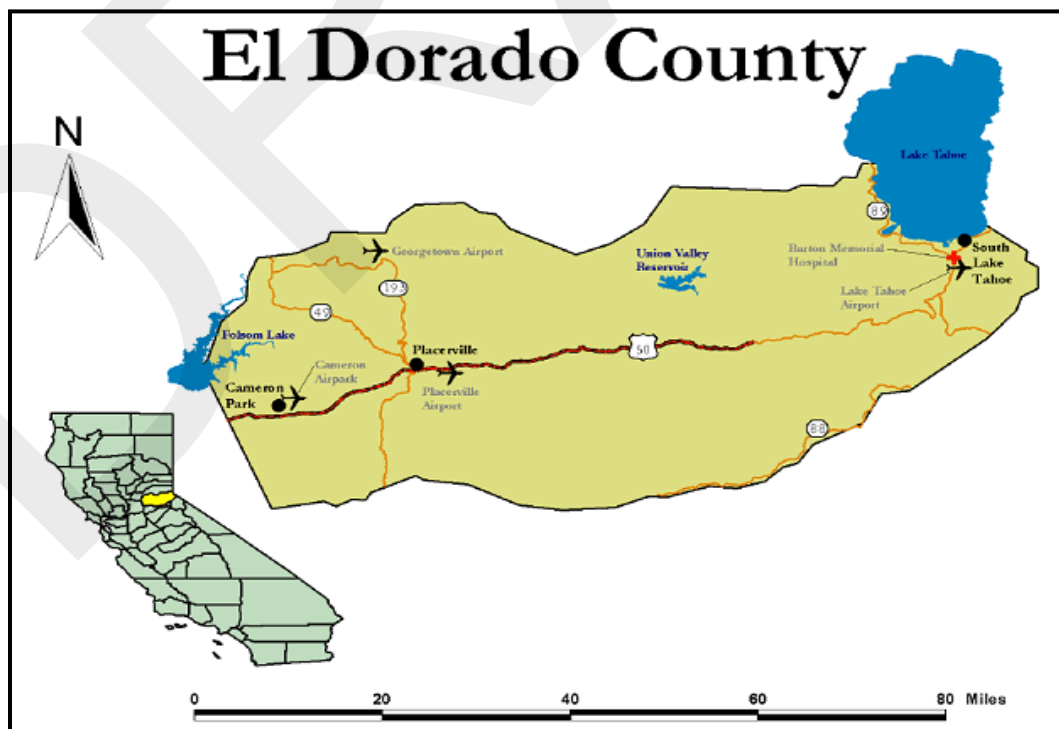 El Dorado County
N
Lake Tahoe
89
Barton Memorial
Hospital
South
Lake
Tahoe
Lake Tahoe
Airport
Georgetown Airport
Union Valley
Reservoir
193
49
Folsom Lake
Cameron
Airpark
Placerville
50
Cameron
Park
Placerville
Airport
88
0 20 40 60 80 Miles